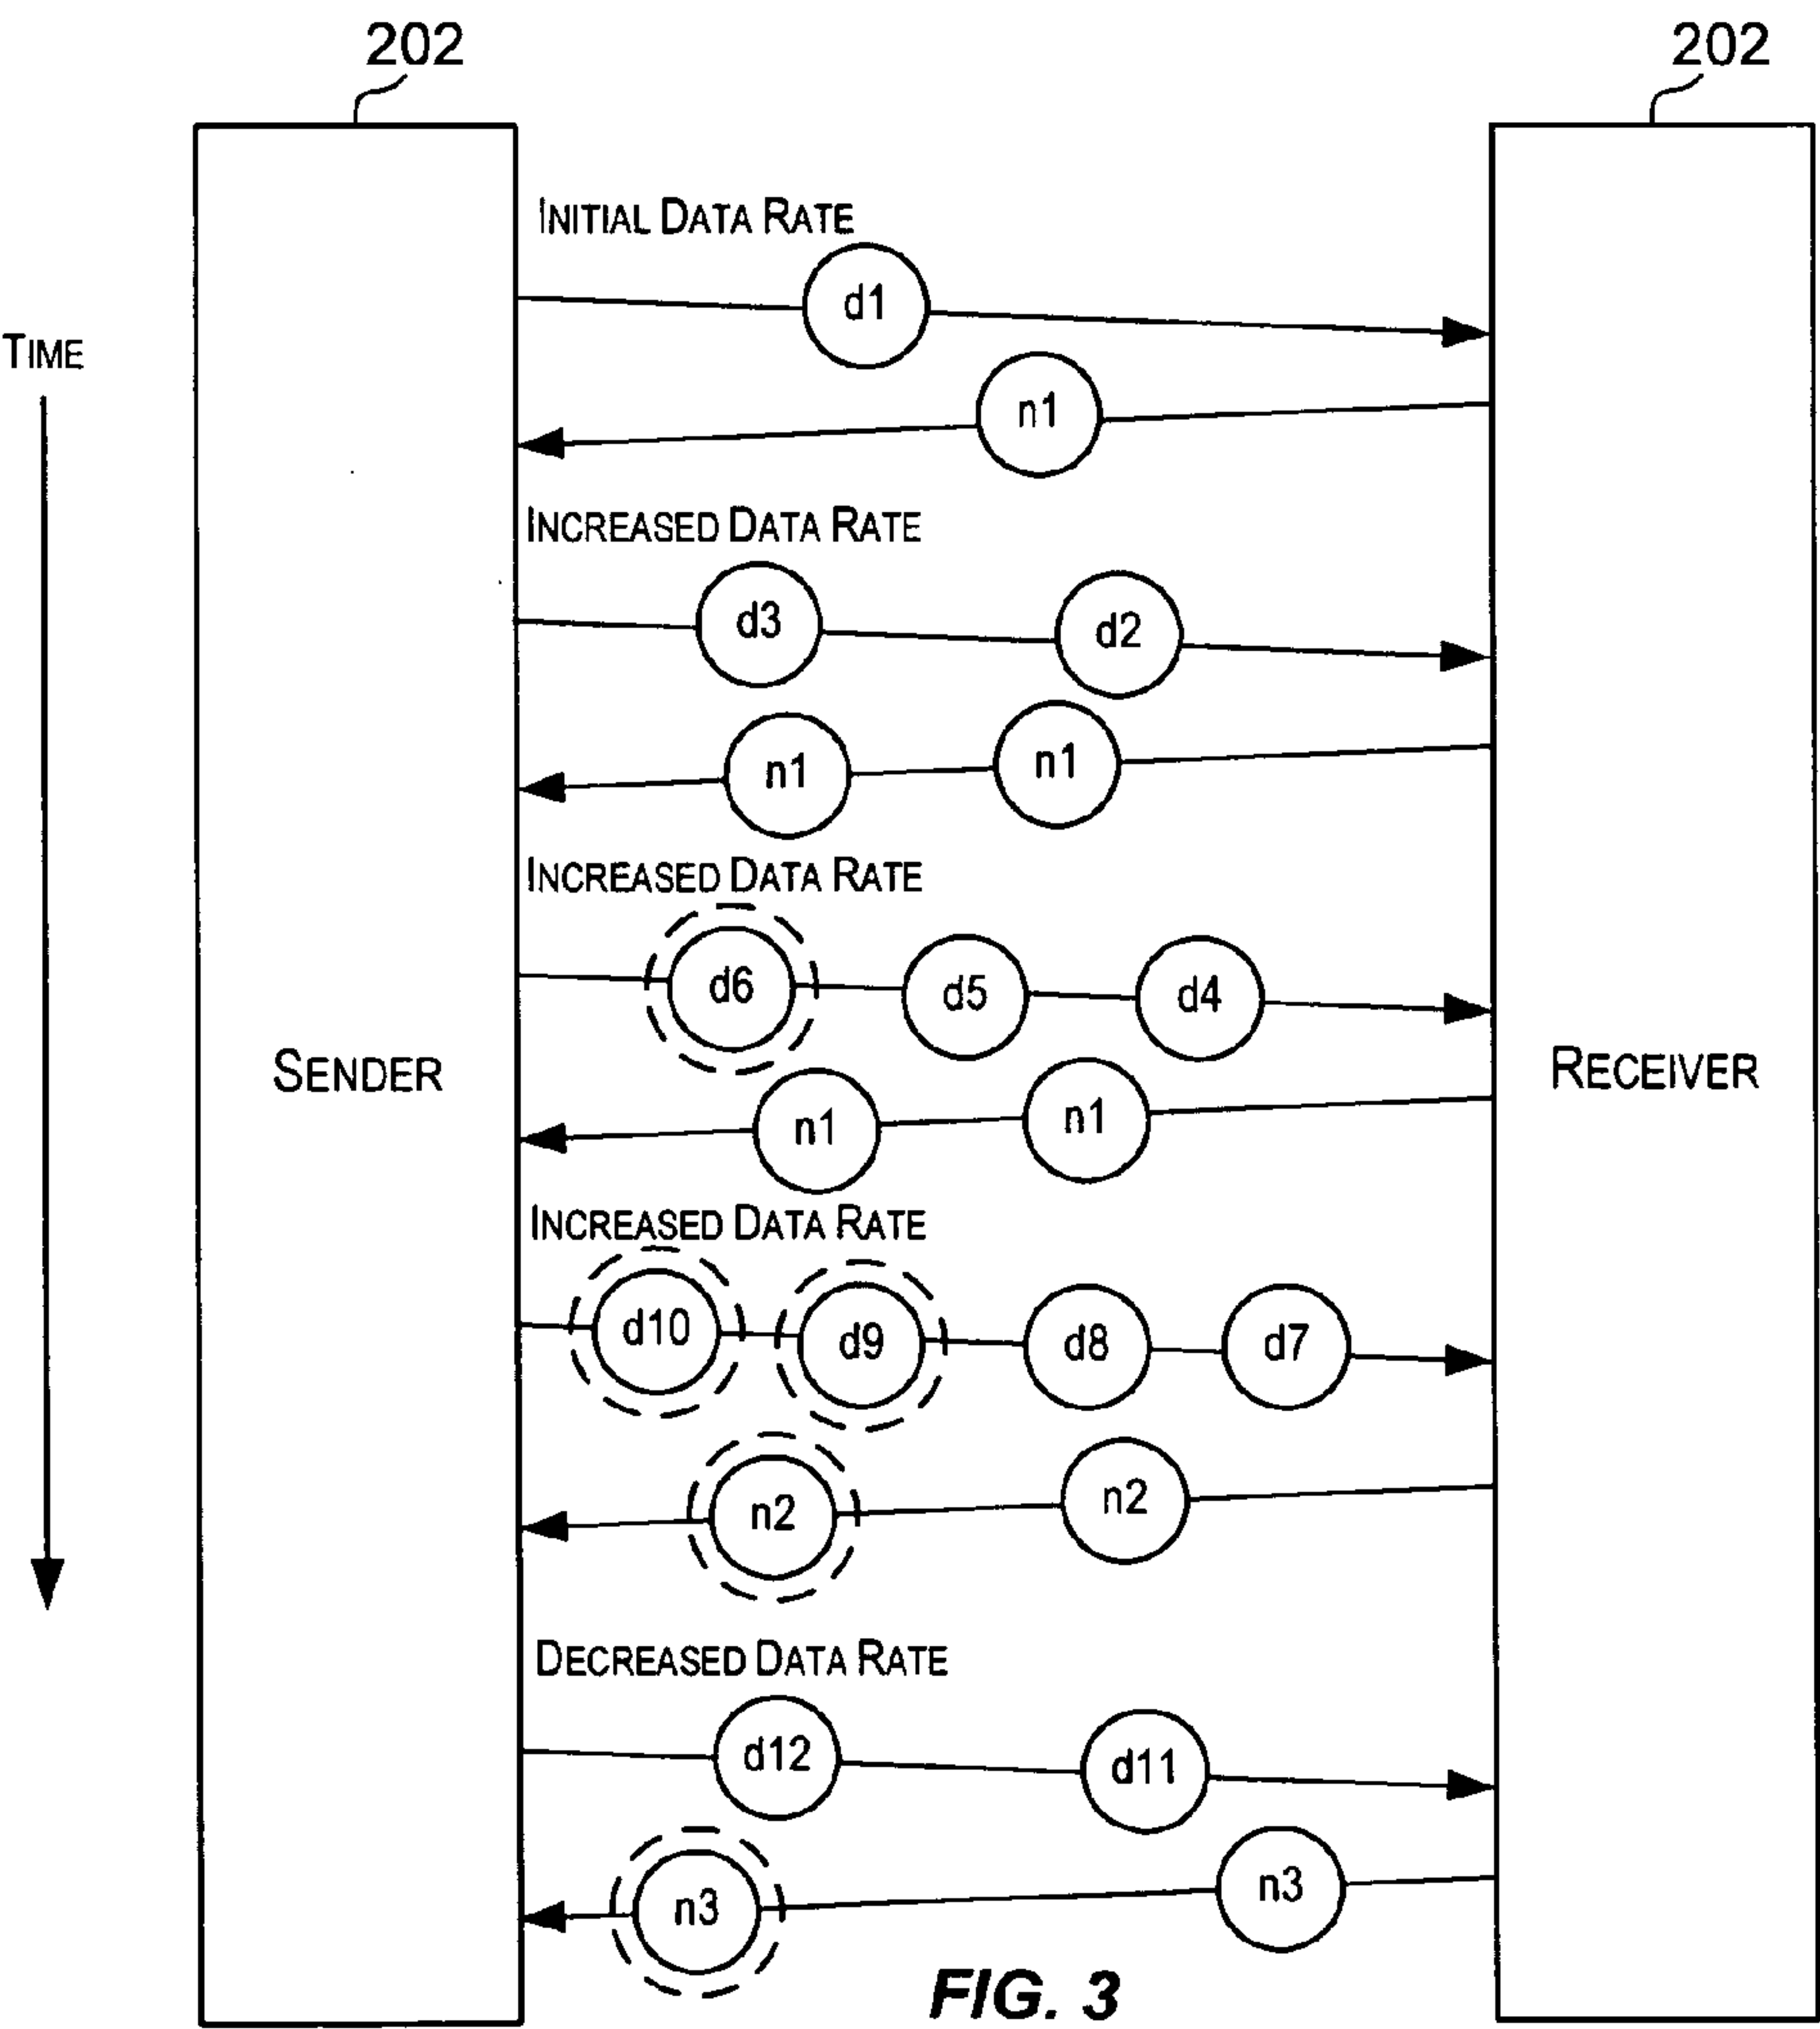 202
202
INITIAL DATA RATE
d1
TIME
n1
INCREASED DATA RATE
d3
d2
n1
n1
INCREASED DATA RATE
d6
d5
d4
SENDER
RECEIVER
n1
n1
INCREASED DATA RATE
d10
d9
d8
d7
n2
n2
DECREASED DATA RATE
d12
d11
n3
n3
FIG. 3